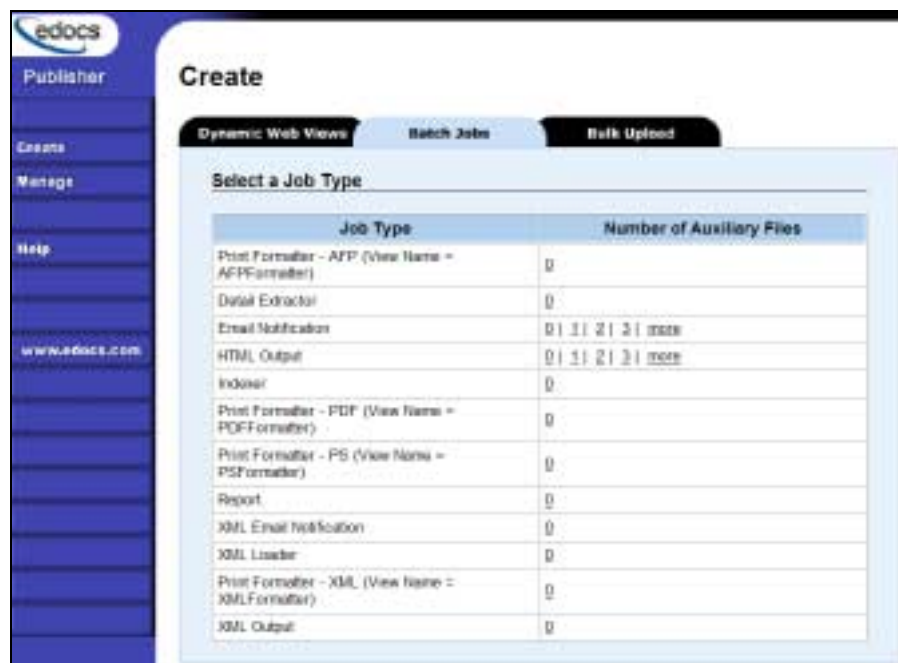 edocs
Publisher
Create
Manage
Help
www.edocs.com
Create
Dynamic Web Views
Batch Jobs
Bulk Upload
Select a Job Type
Job Type
Number of Auxiliary Files
Print Formatter - AFP (View Name =
AFPFormatter)
0
Detail Extractor
0
Email Notification
0 | 1 | 2 | 3 | more
HTML Output
0 | 1 | 2 | 3 | more
Indexer
0
Print Formatter - PDF (View Name =
PDFFormatter)
0
Print Formatter - PS (View Name =
PSFormatter)
0
Report
0
XML Email Notification
0
XML Loader
0
Print Formatter - XML (View Name =
XMLFormatter)
0
XML Output
0